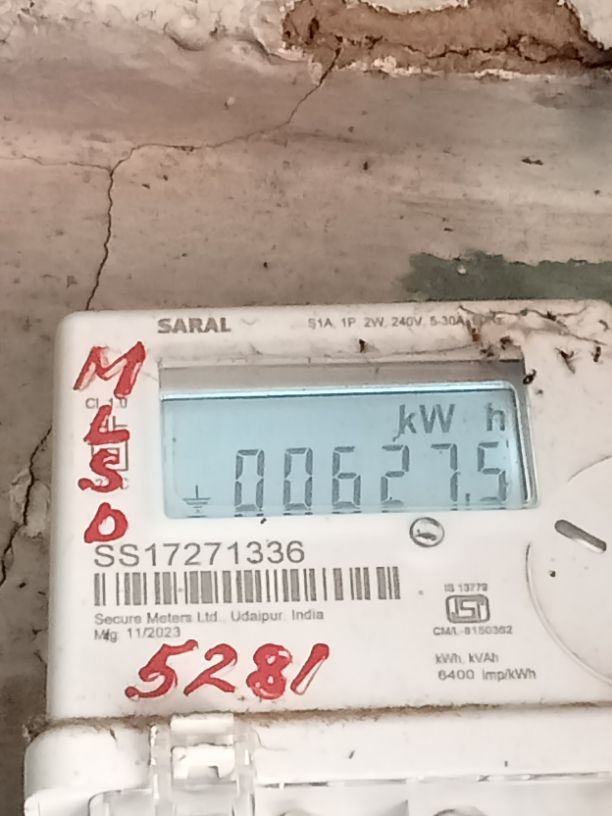 SARAL S1A, 1P 2W, 240V, 5-30A
M
L
S
D
Cl. 1.0
kW h
00627.5
SS17271336
Secure Meters Ltd., Udaipur, India
Mfg: 11/2023
5281
IS 13779
ISI
CM/L-8150362
kWh, kVAh
6400 imp/kWh